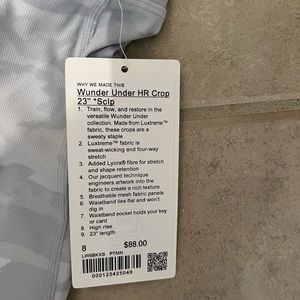 WHY WE MADE THIS
Wunder Under HR Crop
23" *Sclp
1. Train, flow, and restore in the
versatile Wunder Under
collection. Made from Luxtreme™
fabric, these crops are a
sweaty staple
2. Luxtreme™ fabric is
sweat-wicking and four-way
stretch
3. Added Lycra® fibre for stretch
and shape retention
4. Our jacquard technique
engineers artwork into the
fabric to create a rich texture
5. Breathable mesh fabric panels
6. Waistband lies flat and won't
dig in
7. Waistband pocket holds your key
or card
8. High rise
9. 23" length
8 $88.00
LW6BKXS PTMN
000125425049